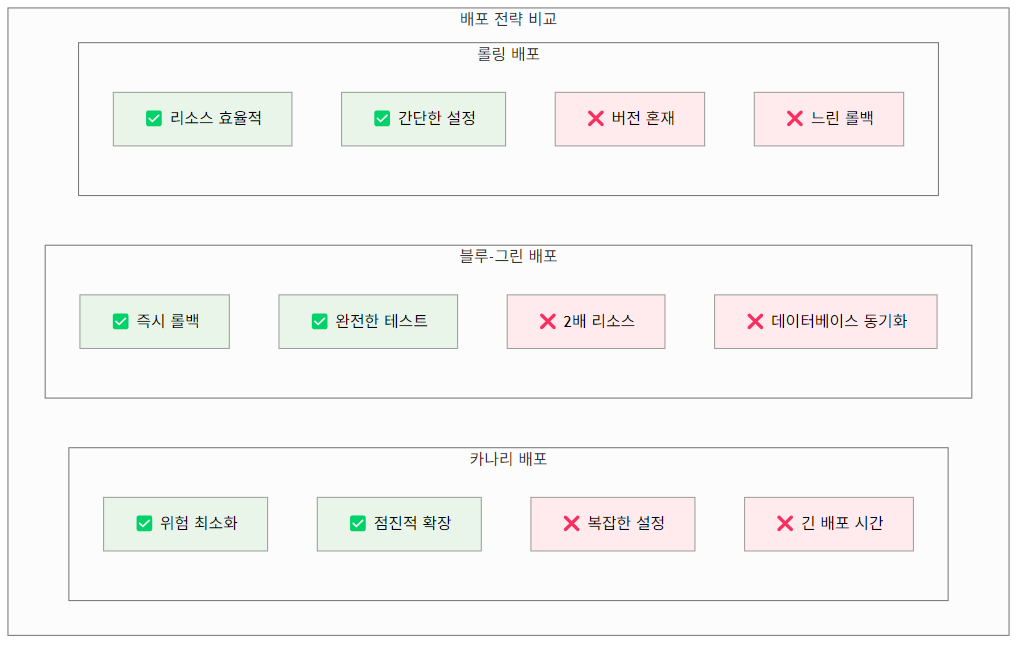 배포 전략 비교
롤링 배포
✅ 리소스 효율적
✅ 간단한 설정
❌ 버전 혼재
❌ 느린 롤백
블루-그린 배포
✅ 즉시 롤백
✅ 완전한 테스트
❌ 2배 리소스
❌ 데이터베이스 동기화
카나리 배포
✅ 위험 최소화
✅ 점진적 확장
❌ 복잡한 설정
❌ 긴 배포 시간